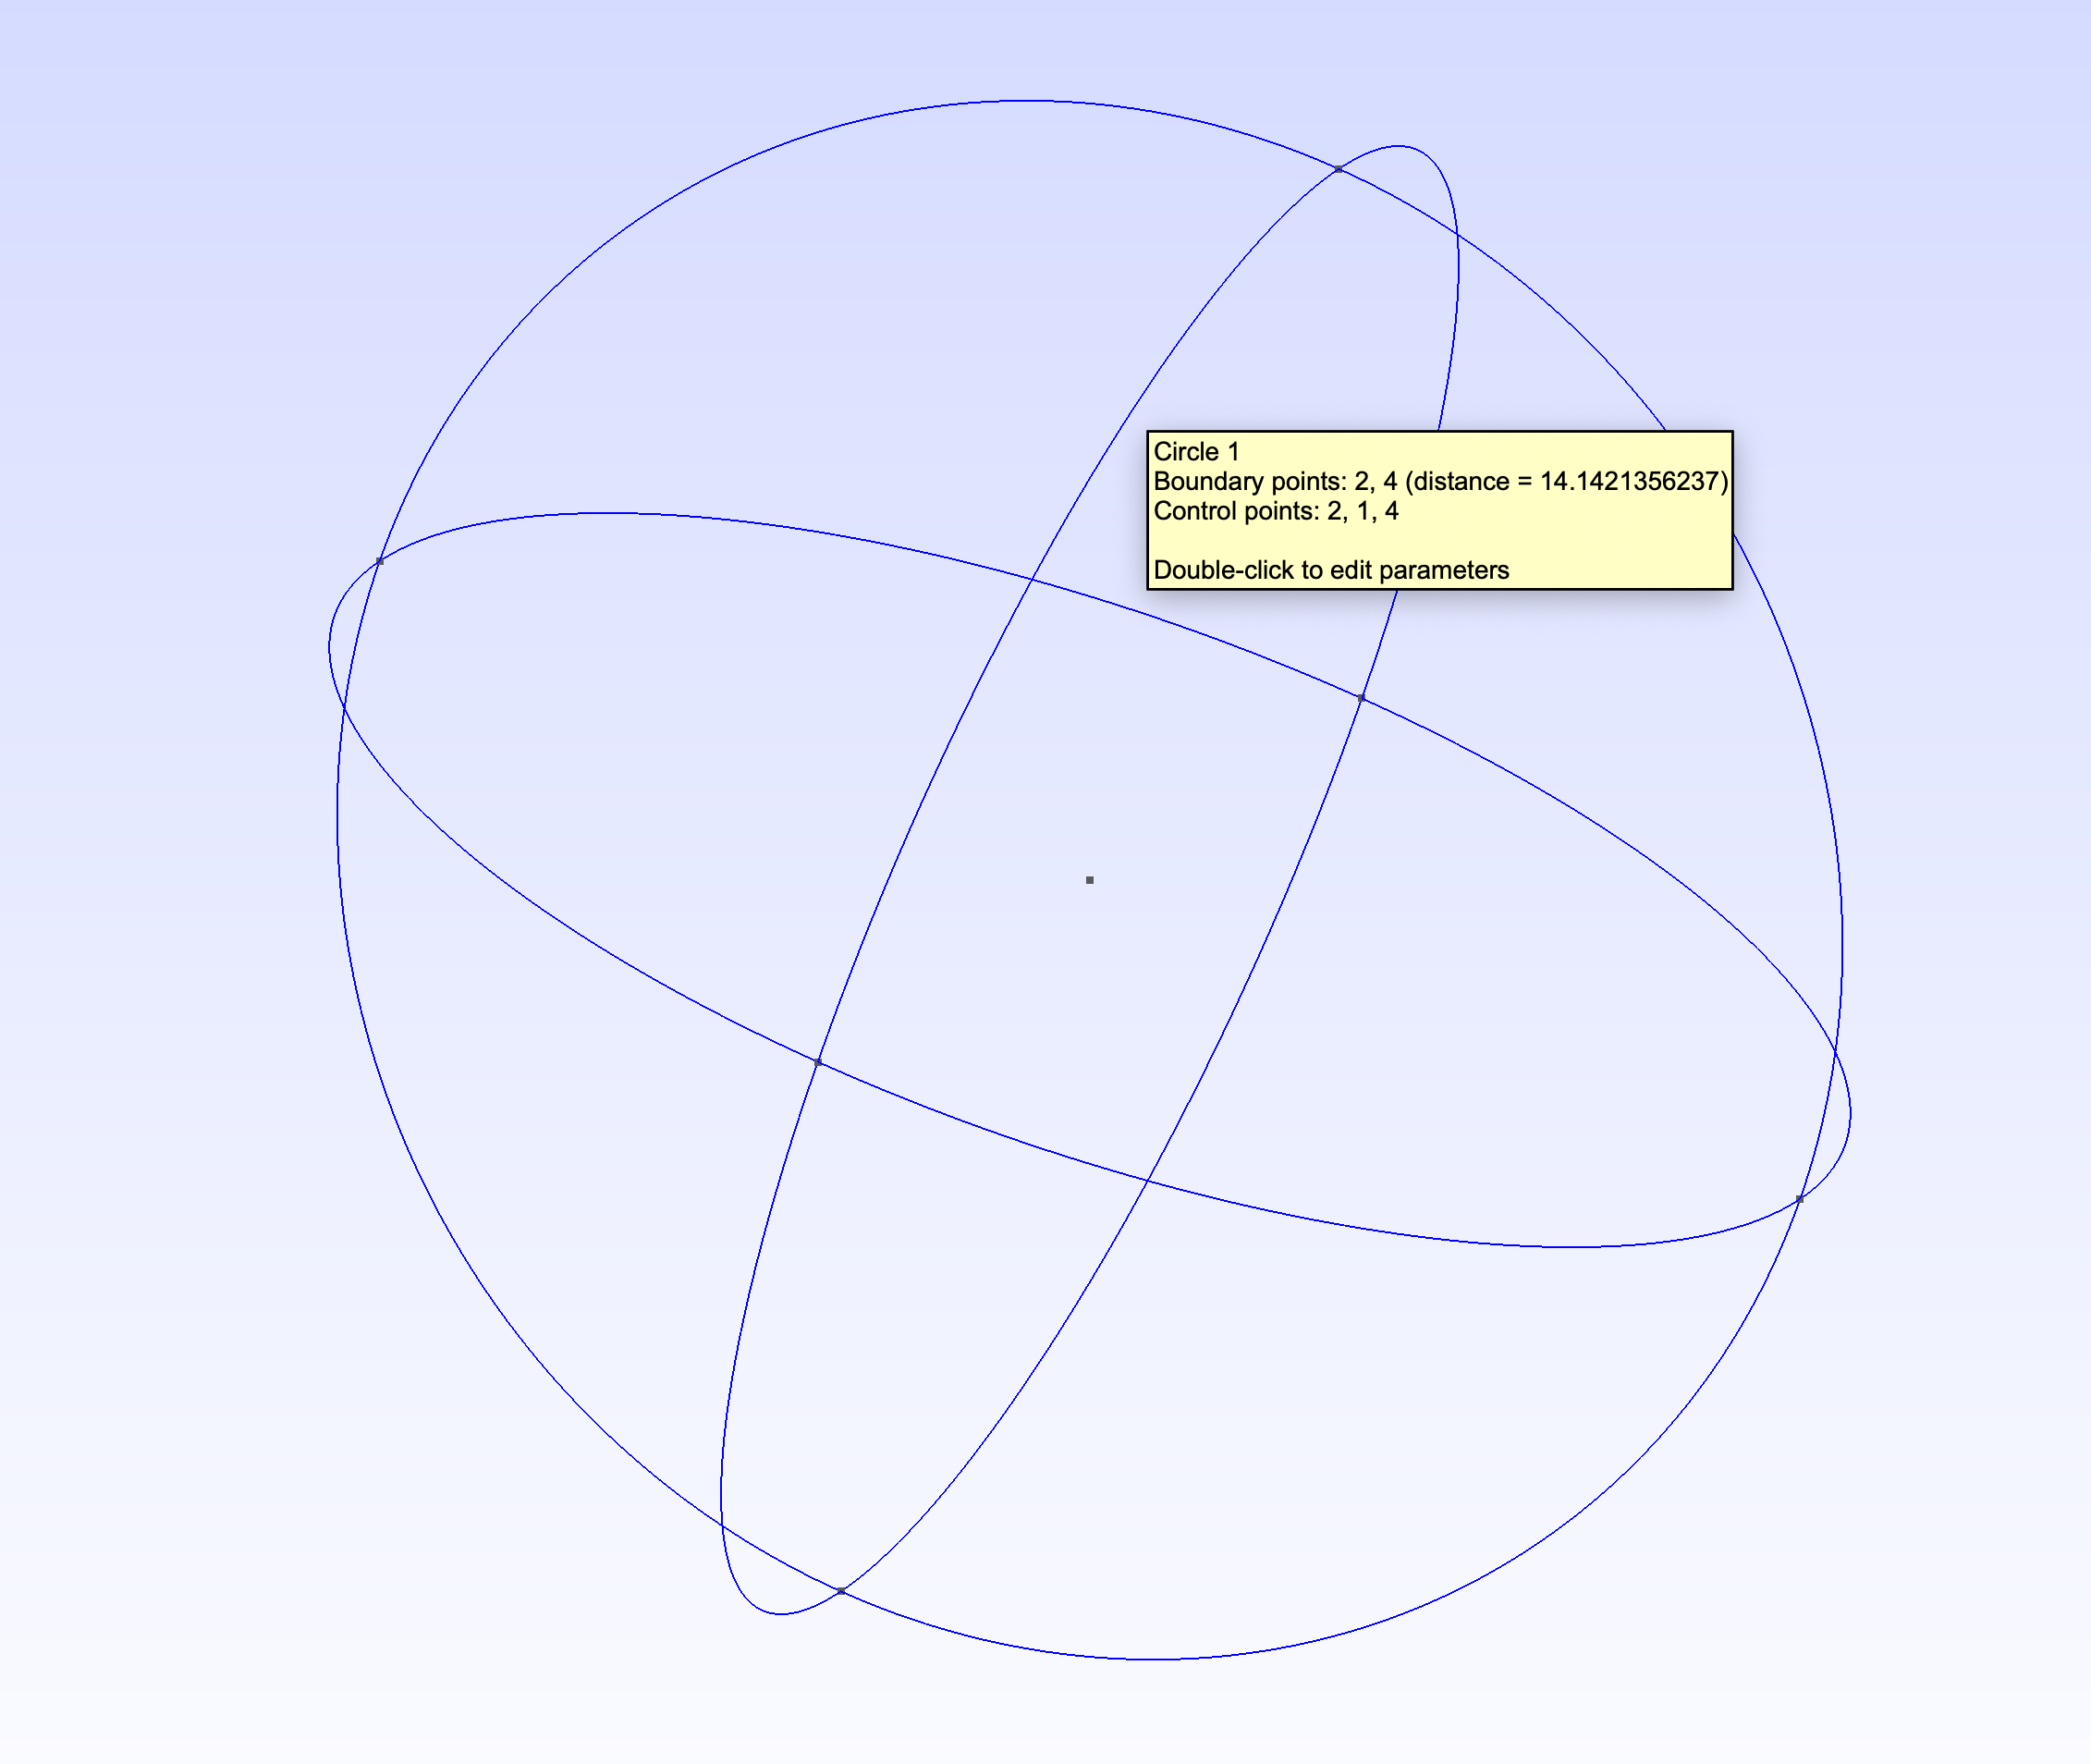 Circle 1
Boundary points: 2, 4 (distance = 14.1421356237)
Control points: 2, 1, 4
Double-click to edit parameters